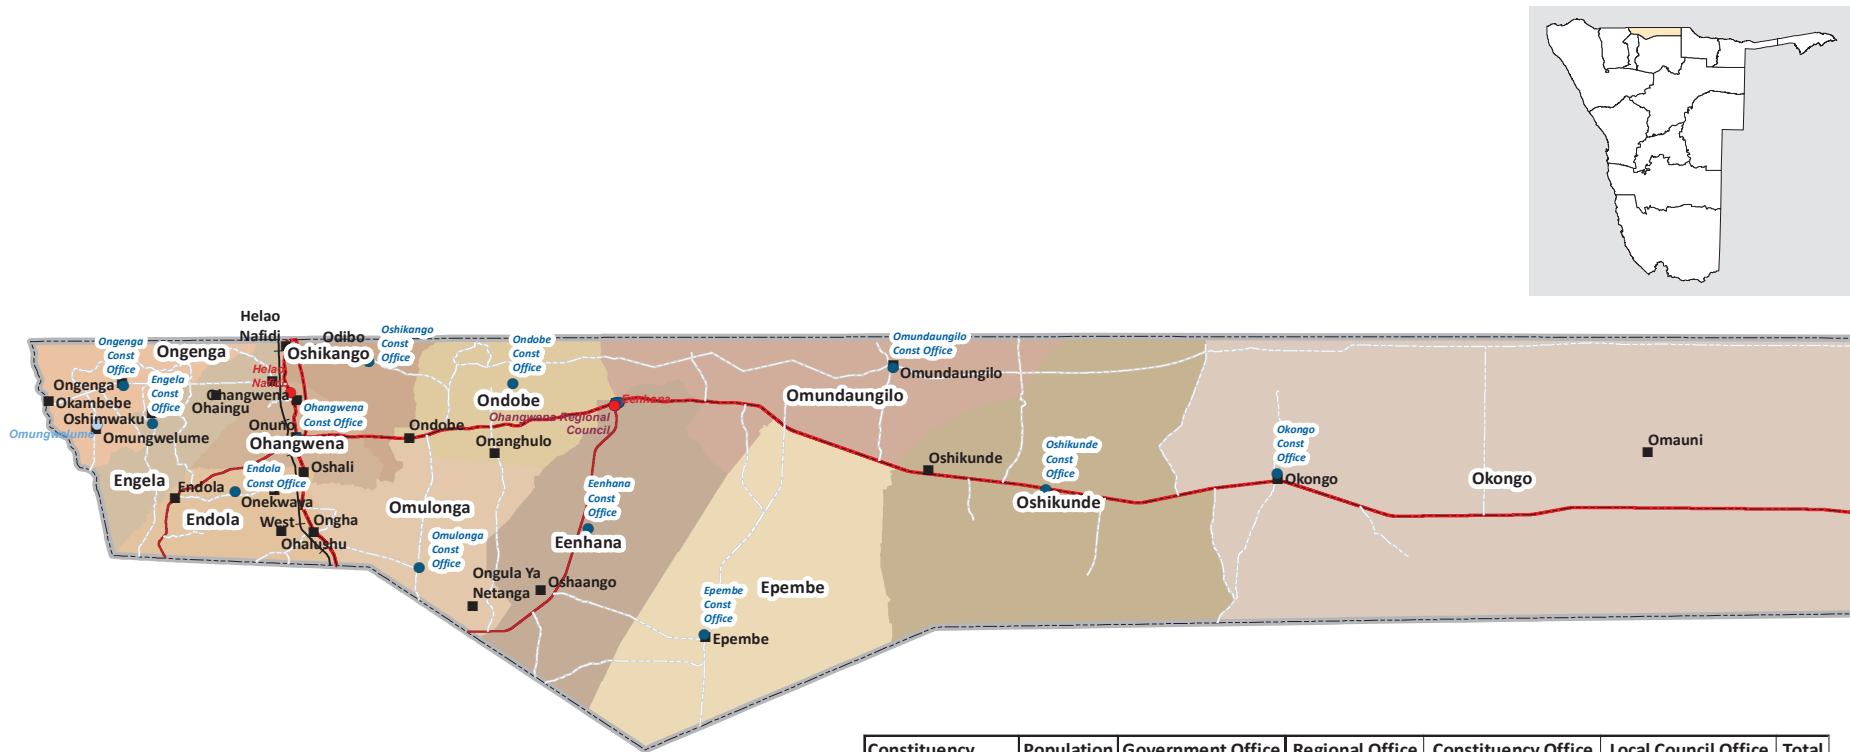 Helao
Nafidi
Odibo
Oshikango
Const
Office
Ongenga
Const
Office
Ongenga
Oshikango
Ondobe
Const
Office
Omundaungilo
Const Office
Omundaungilo
Helao
Nafidi
Ongenga
Engela
Const
Office
Okambebe
Ohangwena
Ohaingu
Ohangwena
Const Office
Ondobe
Eenhana
Omundaungilo
Oshimwaku
Omungwelume
Omungwelume
Onuno
Ohangwena
Ondobe
Ohangwena Regional
Council
Onanghulo
Oshikunde
Const
Office
Okongo
Const
Office
Omauni
Engela
Endola
Endola
Const Office
Oshali
Onekwaya
West
Oshikunde
Okongo
Okongo
Eenhana
Const
Office
Endola
Ongha
Ohalushu
Omulonga
Oshikunde
Omulonga
Const
Office
Eenhana
Ongula Ya
Netanga
Oshaango
Epembe
Const
Office
Epembe
Epembe
Constituency Population Government Office Regional Office Constituency Office Local Council Office Total